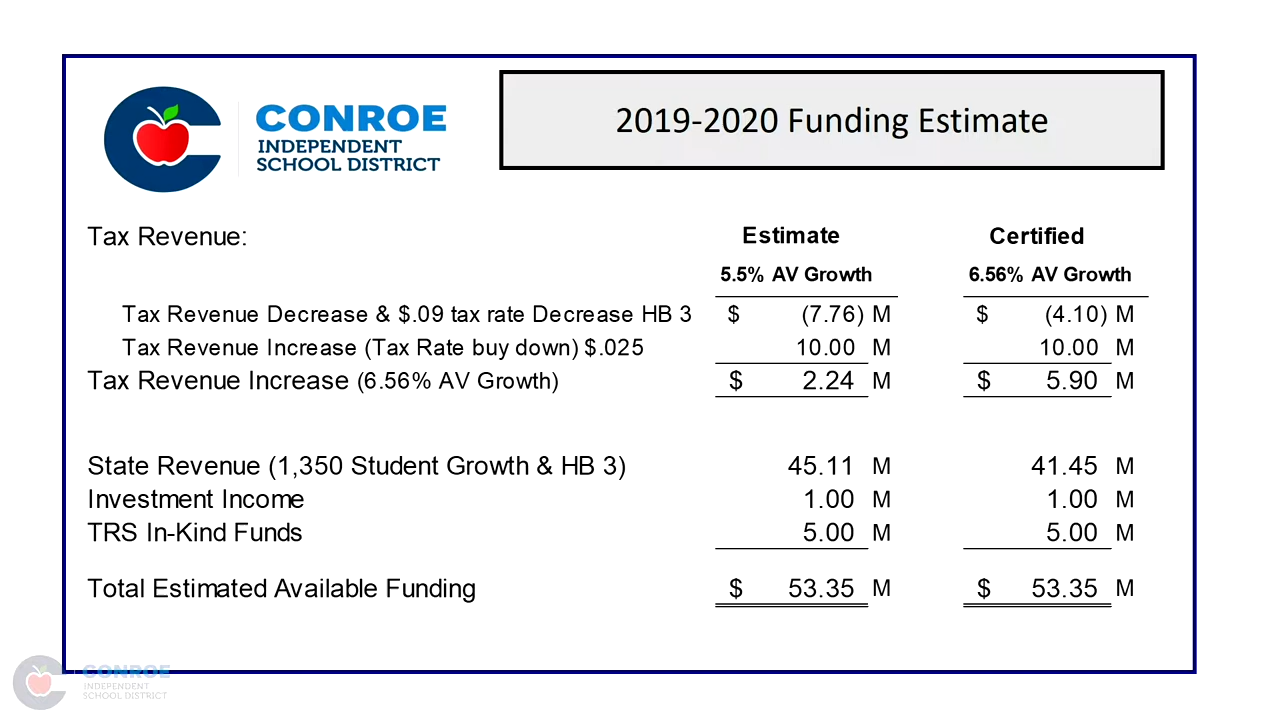 CONROE
INDEPENDENT
SCHOOL DISTRICT
2019-2020 Funding Estimate
Tax Revenue: Estimate Certified
5.5% AV Growth 6.56% AV Growth
Tax Revenue Decrease & $.09 tax rate Decrease HB 3 $ (7.76) M $ (4.10) M
Tax Revenue Increase (Tax Rate buy down) $.025 10.00 M 10.00 M
Tax Revenue Increase (6.56% AV Growth) $ 2.24 M $ 5.90 M
State Revenue (1,350 Student Growth & HB 3) 45.11 M 41.45 M
Investment Income 1.00 M 1.00 M
TRS In-Kind Funds 5.00 M 5.00 M
Total Estimated Available Funding $ 53.35 M $ 53.35 M
CONROE
INDEPENDENT
SCHOOL DISTRICT